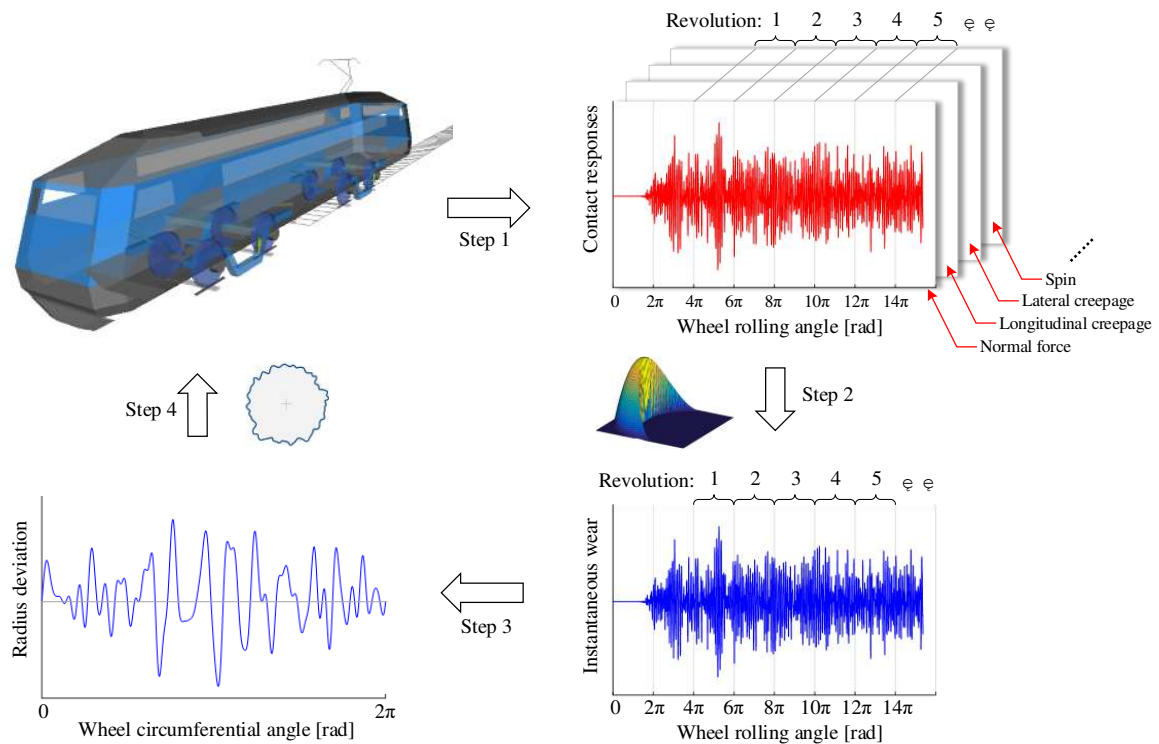 Revolution: 1 2 3 4 5
Contact responses
0 2π 4π 6π 8π 10π 12π 14π
Wheel rolling angle [rad]
Spin
Lateral creepage
Longitudinal creepage
Normal force
Step 1
Step 2
Step 4
Revolution: 1 2 3 4 5
Instantaneous wear
0 2π 4π 6π 8π 10π 12π 14π
Wheel rolling angle [rad]
Step 3
Radius deviation
0 2π
Wheel circumferential angle [rad]